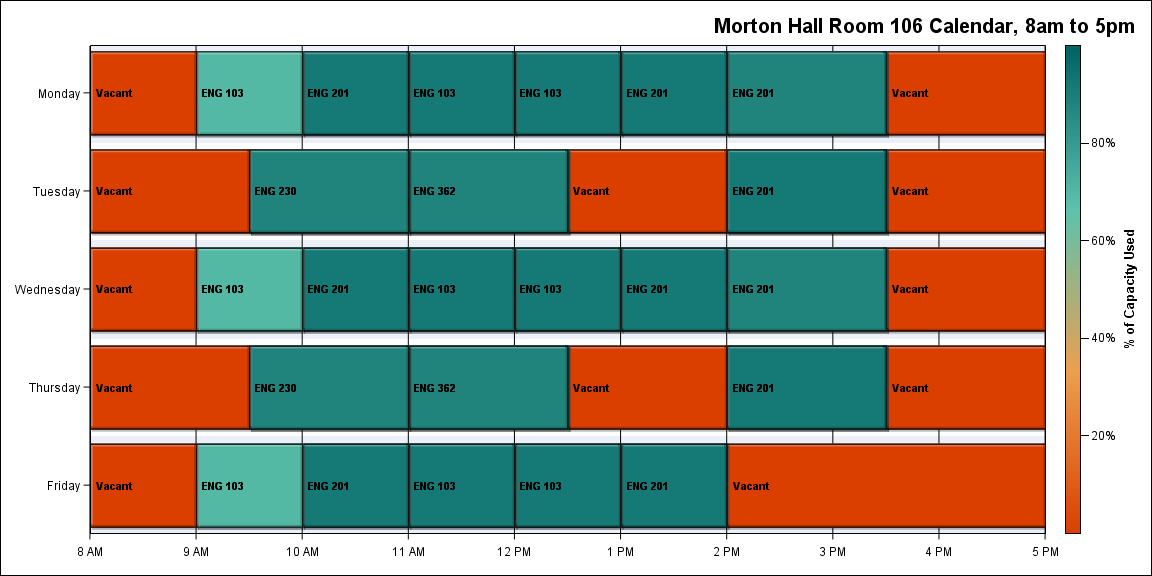 Morton Hall Room 106 Calendar, 8am to 5pm
Monday
Vacant
ENG 103
ENG 201
ENG 103
ENG 103
ENG 201
ENG 201
Vacant
Tuesday
Vacant
ENG 230
ENG 362
Vacant
ENG 201
Vacant
Wednesday
Vacant
ENG 103
ENG 201
ENG 103
ENG 103
ENG 201
ENG 201
Vacant
Thursday
Vacant
ENG 230
ENG 362
Vacant
ENG 201
Vacant
Friday
Vacant
ENG 103
ENG 201
ENG 103
ENG 103
ENG 201
Vacant
8 AM
9 AM
10 AM
11 AM
12 PM
1 PM
2 PM
3 PM
4 PM
5 PM
80%
60%
40%
20%
% of Capacity Used